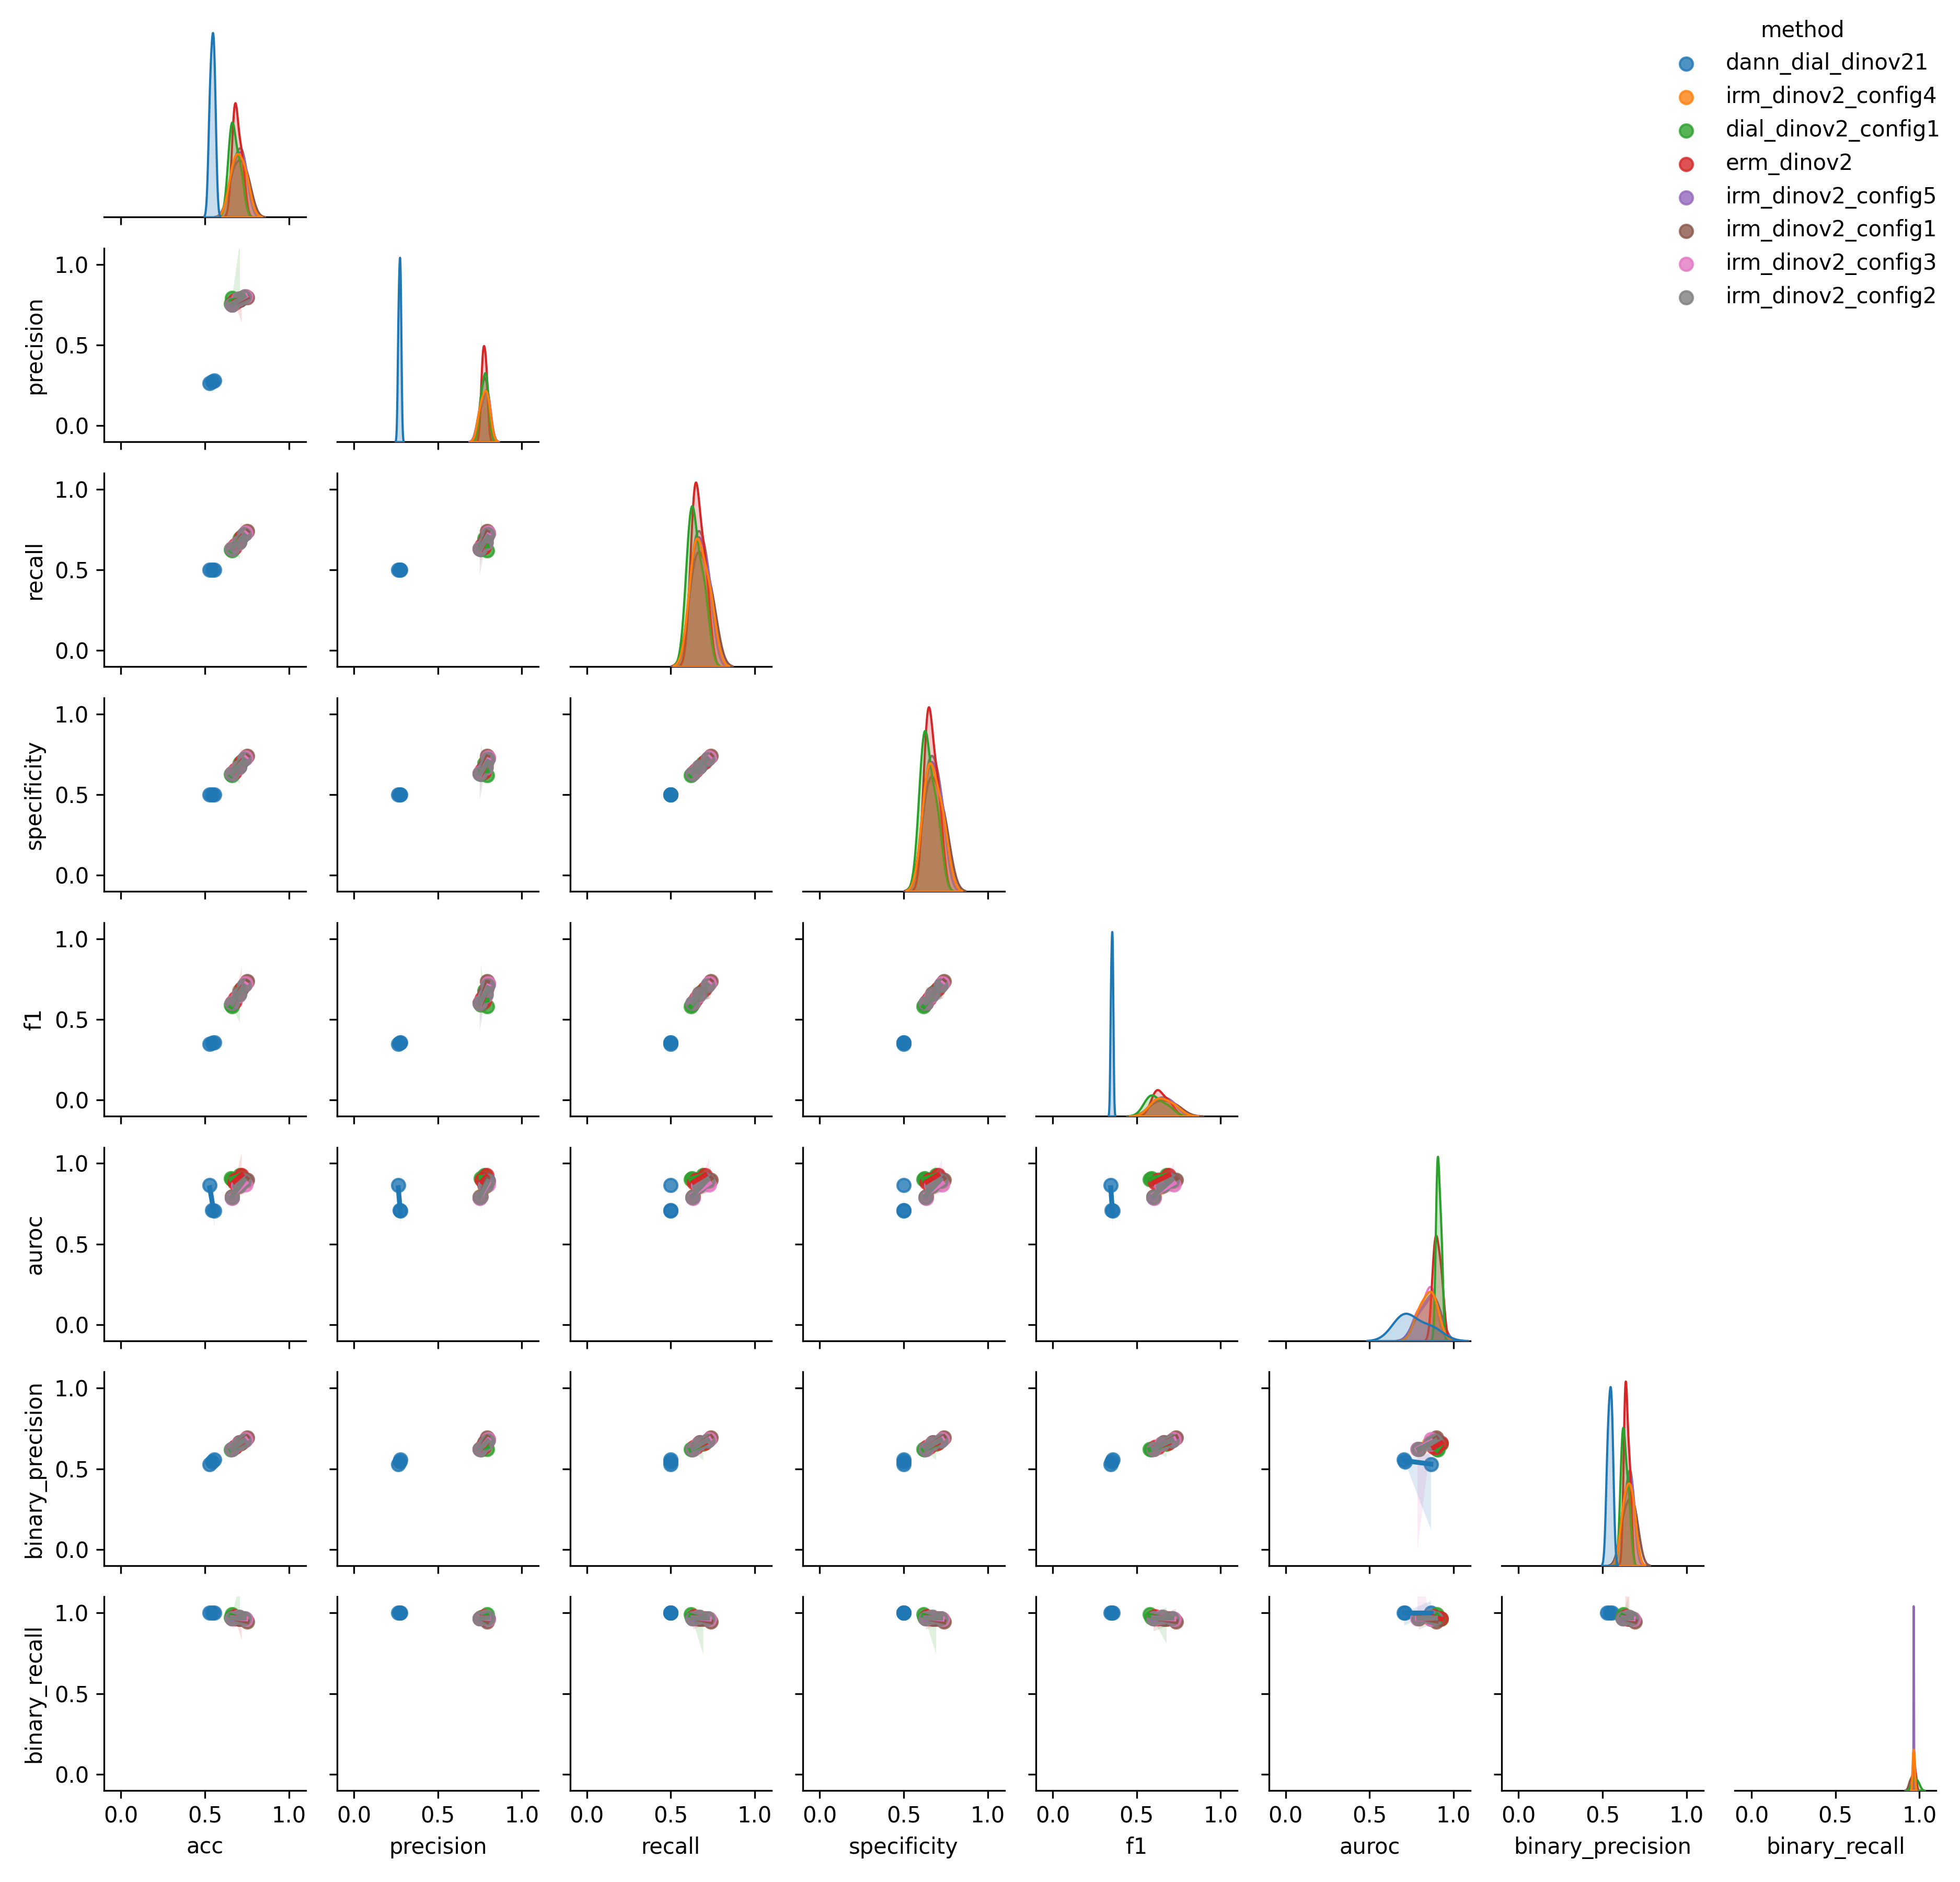 method
dann_dial_dinov21
irm_dinov2_config4
dial_dinov2_config1
erm_dinov2
irm_dinov2_config5
irm_dinov2_config1
irm_dinov2_config3
irm_dinov2_config2
1.0
0.5
0.0
precision
1.0
0.5
0.0
recall
1.0
0.5
0.0
specificity
1.0
0.5
0.0
f1
1.0
0.5
0.0
auroc
1.0
0.5
0.0
binary_precision
1.0
0.5
0.0
binary_recall
0.0 0.5 1.0 0.0 0.5 1.0 0.0 0.5 1.0 0.0 0.5 1.0 0.0 0.5 1.0 0.0 0.5 1.0 0.0 0.5 1.0 0.0 0.5 1.0
acc precision recall specificity f1 auroc binary_precision binary_recall